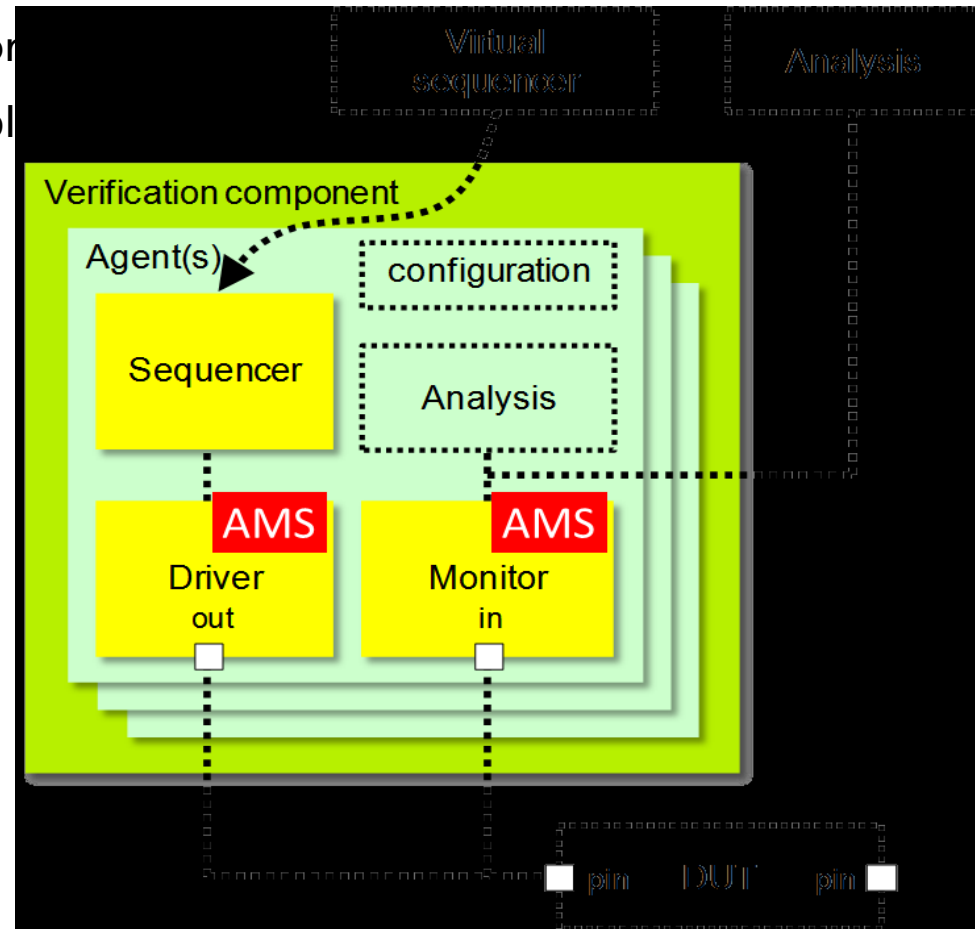 Virtual
sequencer
Analysis
Verification component
Agent(s)
configuration
Sequencer
Analysis
AMS
AMS
Driver
Monitor
out
in
pin
DUT
pin